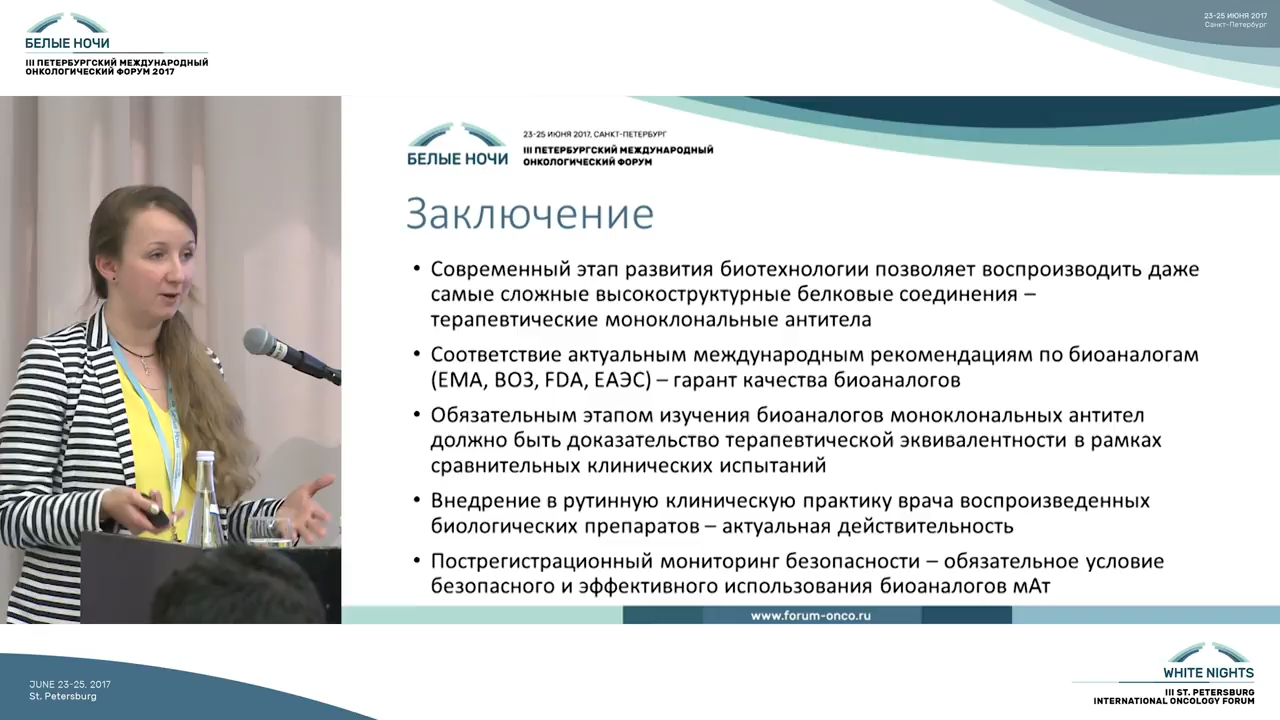 БЕЛЫЕ НОЧИ
III ПЕТЕРБУРГСКИЙ МЕЖДУНАРОДНЫЙ
ОНКОЛОГИЧЕСКИЙ ФОРУМ 2017
23-25 ИЮНЯ 2017
Санкт-Петербург
БЕЛЫЕ НОЧИ
23-25 ИЮНЯ 2017, САНКТ-ПЕТЕРБУРГ
III ПЕТЕРБУРГСКИЙ МЕЖДУНАРОДНЫЙ
ОНКОЛОГИЧЕСКИЙ ФОРУМ
Заключение
• Современный этап развития биотехнологии позволяет воспроизводить даже
самые сложные высокоструктурные белковые соединения –
терапевтические моноклональные антитела
• Соответствие актуальным международным рекомендациям по биоаналогам
(EMA, ВОЗ, FDA, ЕАЭС) – гарант качества биоаналогов
• Обязательным этапом изучения биоаналогов моноклональных антител
должно быть доказательство терапевтической эквивалентности в рамках
сравнительных клинических испытаний
• Внедрение в рутинную клиническую практику врача воспроизведенных
биологических препаратов – актуальная действительность
• Пострегистрационный мониторинг безопасности – обязательное условие
безопасного и эффективного использования биоаналогов мАт
www.forum-onco.ru
JUNE 23-25, 2017
St. Petersburg
WHITE NIGHTS
III ST. PETERSBURG
INTERNATIONAL ONCOLOGY FORUM